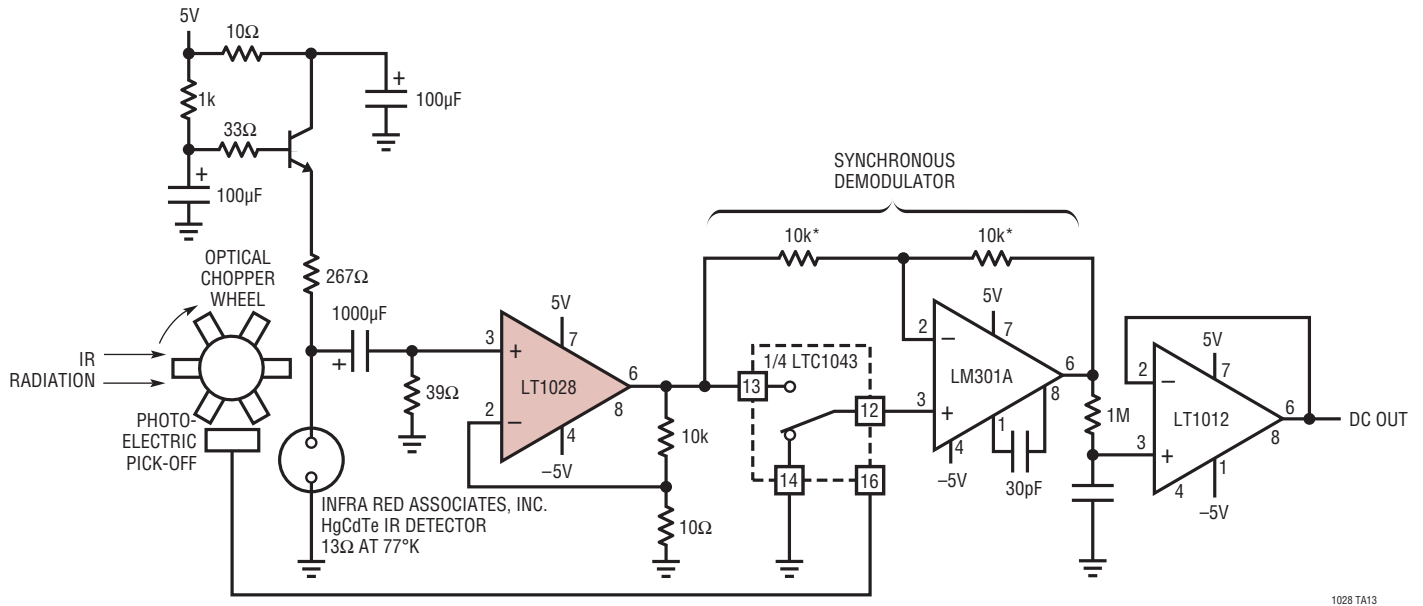 5V
10Ω
1k
+
100µF
33Ω
+
100µF
267Ω
OPTICAL
CHOPPER
WHEEL
IR
RADIATION
PHOTO-
ELECTRIC
PICK-OFF
1000µF
+
39Ω
INFRA RED ASSOCIATES, INC.
HgCdTe IR DETECTOR
13Ω AT 77°K
5V
7
3
+
LT1028
6
8
2
–
4
–5V
10k
10Ω
SYNCHRONOUS
DEMODULATOR
10k*
10k*
1/4 LTC1043
13
12
14
16
5V
7
2
–
LM301A
6
8
3
+
1
4
–5V
30pF
1M
5V
7
2
–
LT1012
6
8
3
+
1
4
–5V
DC OUT
1028 TA13